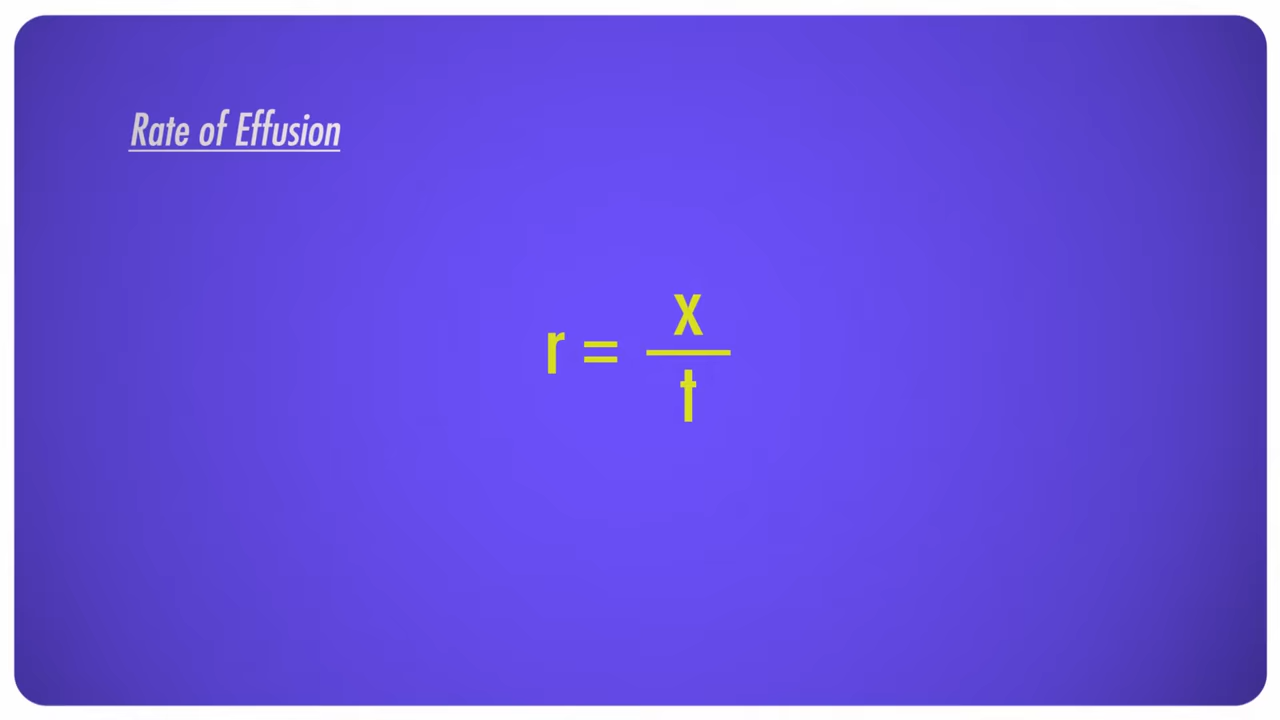 Rate of Effusion
r = x/t